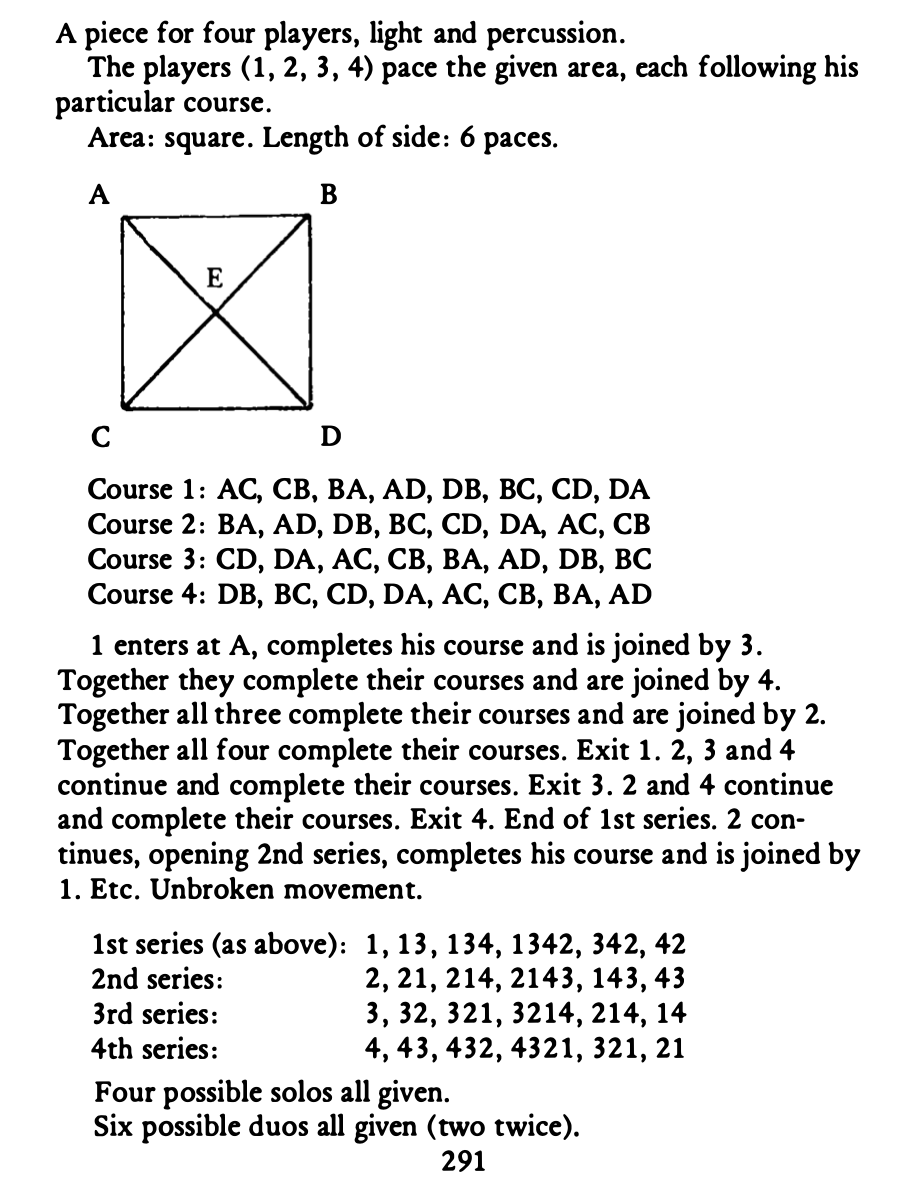 A piece for four players, light and percussion.
The players (1, 2, 3, 4) pace the given area, each following his
particular course.
Area: square. Length of side: 6 paces.
A B
E
C D
Course 1: AC, CB, BA, AD, DB, BC, CD, DA
Course 2: BA, AD, DB, BC, CD, DA, AC, CB
Course 3: CD, DA, AC, CB, BA, AD, DB, BC
Course 4: DB, BC, CD, DA, AC, CB, BA, AD
1 enters at A, completes his course and is joined by 3.
Together they complete their courses and are joined by 4.
Together all three complete their courses and are joined by 2.
Together all four complete their courses. Exit 1. 2, 3 and 4
continue and complete their courses. Exit 3. 2 and 4 continue
and complete their courses. Exit 4. End of 1st series. 2 con-
tinues, opening 2nd series, completes his course and is joined by
1. Etc. Unbroken movement.
1st series (as above): 1, 13, 134, 1342, 342, 42
2nd series: 2, 21, 214, 2143, 143, 43
3rd series: 3, 32, 321, 3214, 214, 14
4th series: 4, 43, 432, 4321, 321, 21
Four possible solos all given.
Six possible duos all given (two twice).
291